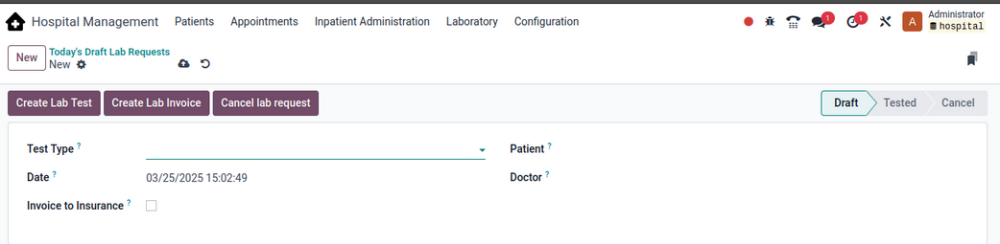 Hospital Management Patients Appointments Inpatient Administration Laboratory Configuration 1 1 A Administrator
hospital
New Today's Draft Lab Requests
New
Create Lab Test Create Lab Invoice Cancel lab request Draft Tested Cancel
Test Type ? Patient ?
Date ? 03/25/2025 15:02:49 Doctor ?
Invoice to Insurance ?